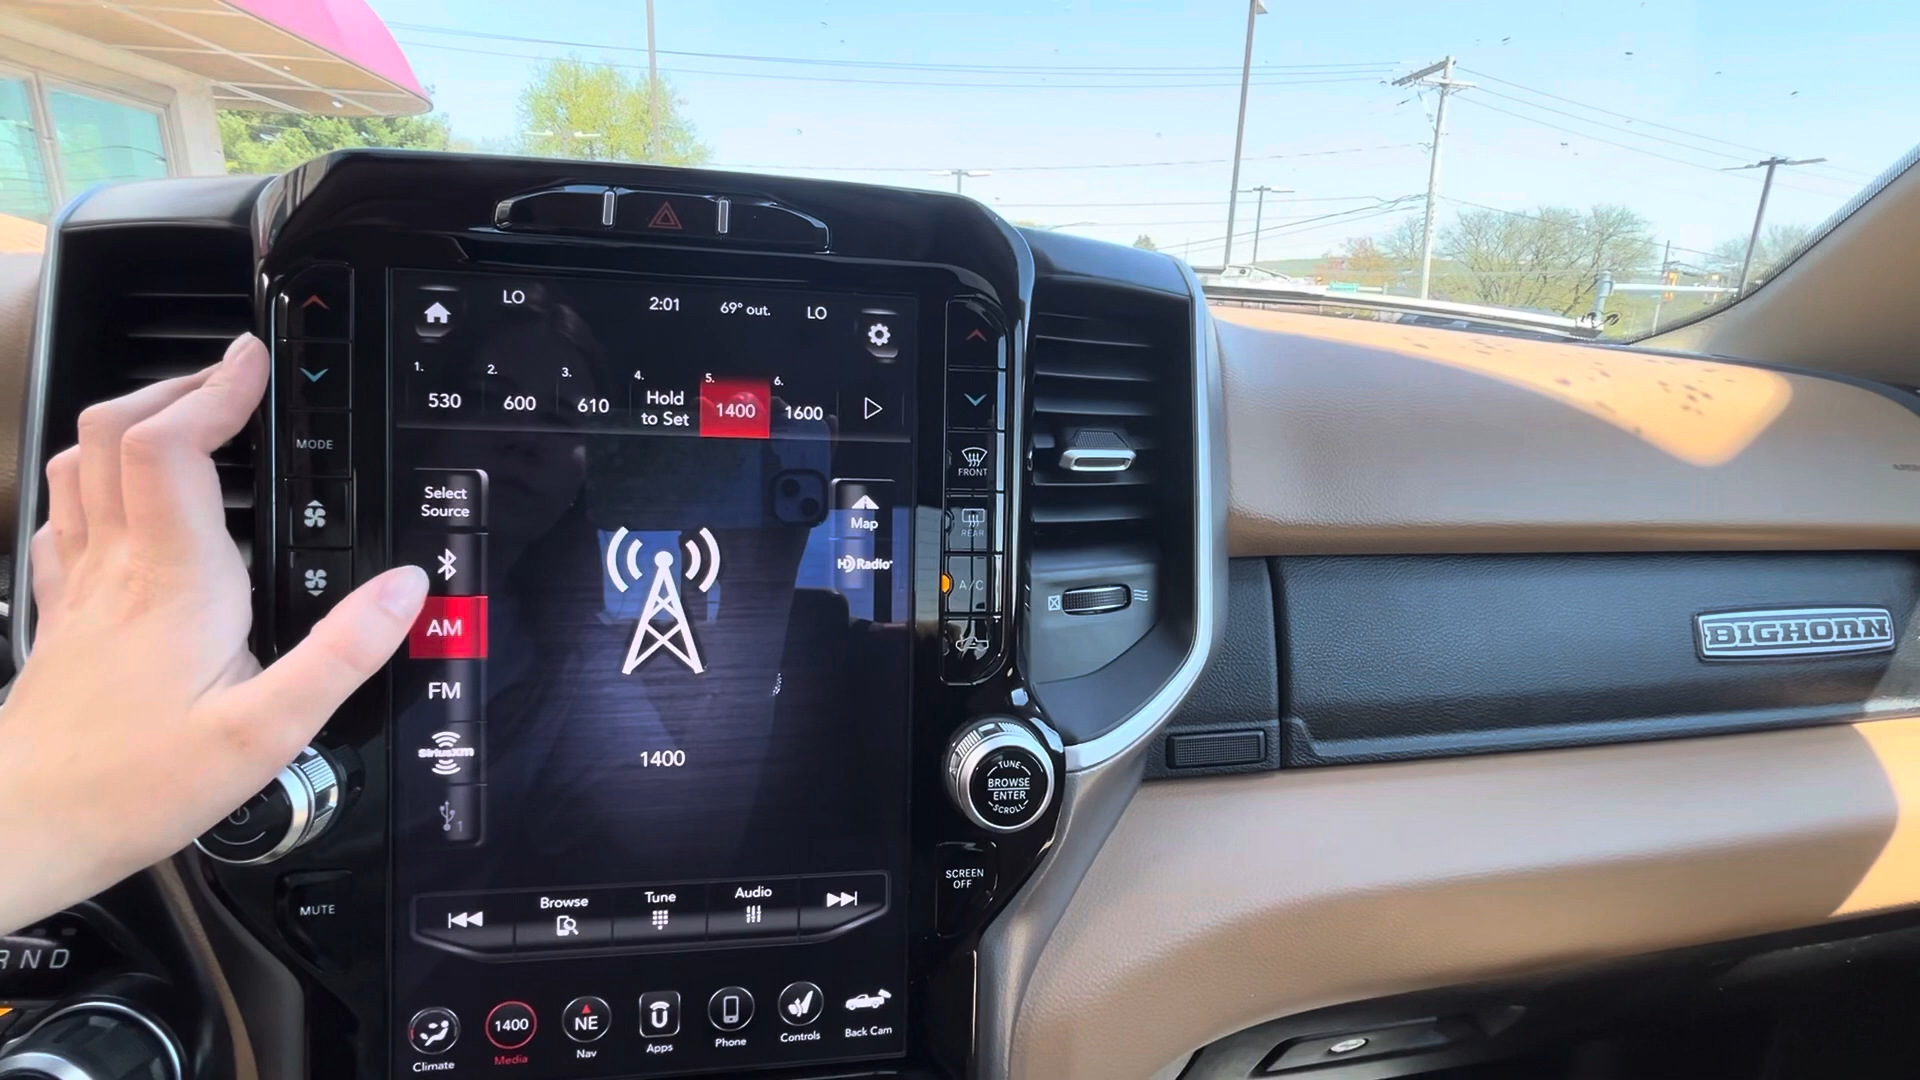 LO
2:01
69° out.
LO
1.
530
2.
600
3.
610
4.
Hold
to Set
5.
1400
6.
1600
MODE
Select
Source
AM
FM
SiriusXM
1
Map
HD Radio
1400
FRONT
REAR
A/C
TUNE
BROWSE
ENTER
SCROLL
SCREEN
OFF
MUTE
Browse
Tune
Audio
RND
Climate
1400
Media
NE
Nav
Apps
Phone
Controls
Back Cam
BIGHORN